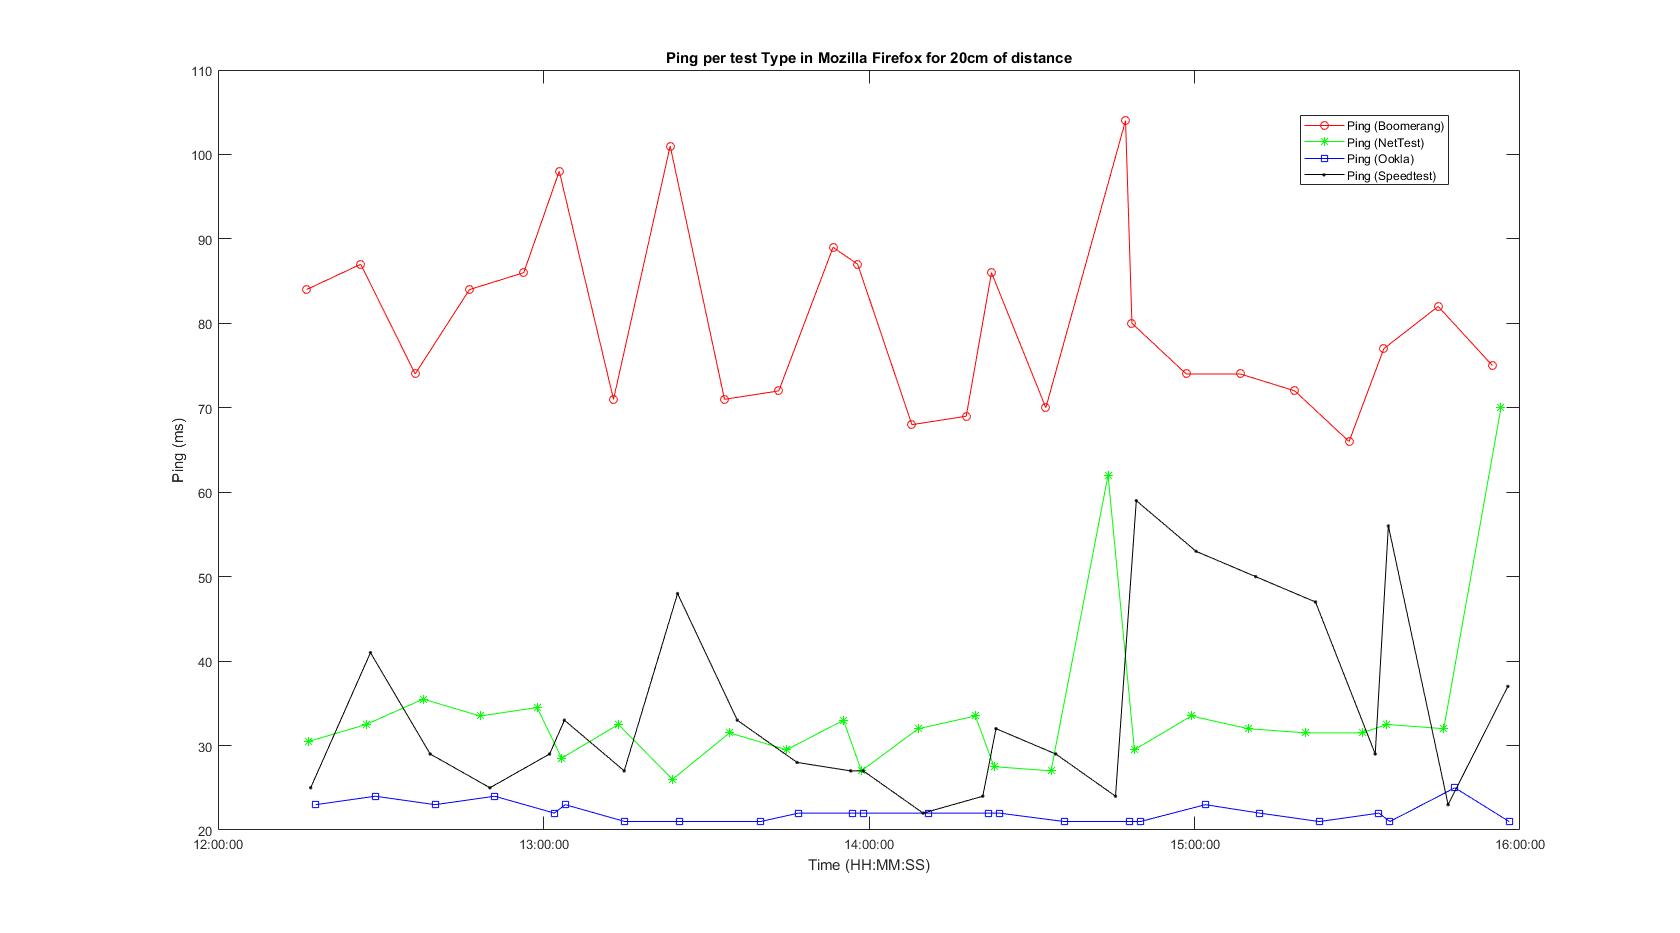 Ping per test Type in Mozilla Firefox for 20cm of distance
110
100
90
80
70
60
50
40
30
20
Ping (ms)
Ping (Boomerang)
Ping (NetTest)
Ping (Ookla)
Ping (Speedtest)
12:00:00
13:00:00
14:00:00
15:00:00
16:00:00
Time (HH:MM:SS)